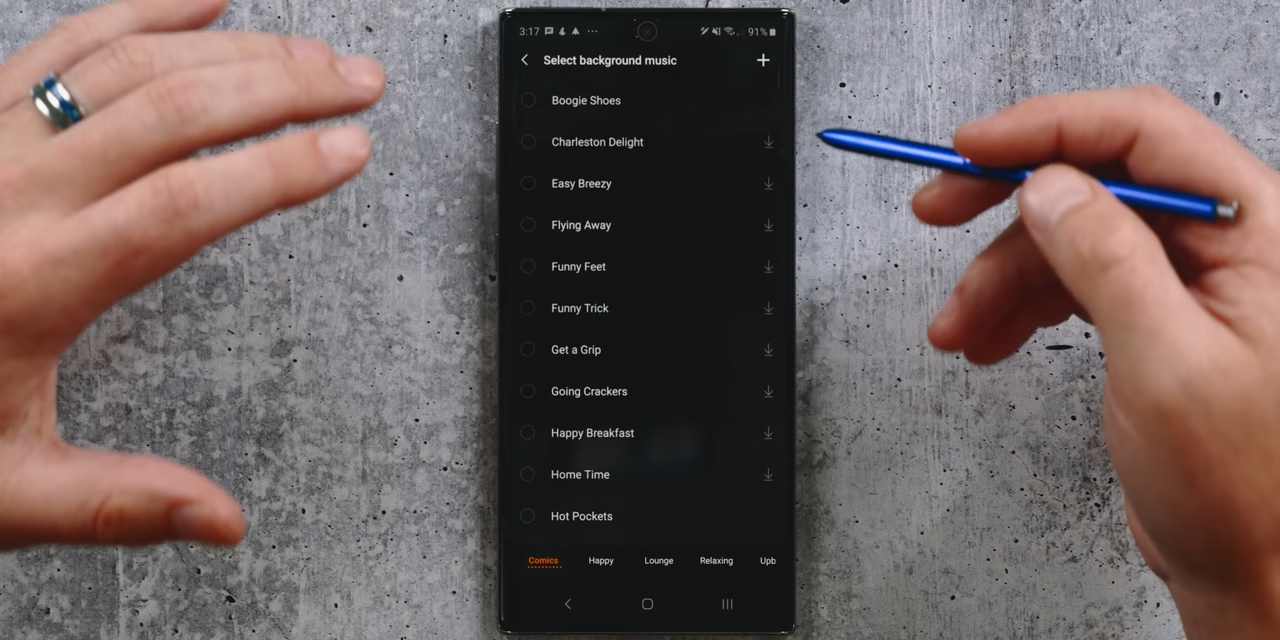 3:17 91%
Select background music
Boogie Shoes
Charleston Delight
Easy Breezy
Flying Away
Funny Feet
Funny Trick
Get a Grip
Going Crackers
Happy Breakfast
Home Time
Hot Pockets
Comics Happy Lounge Relaxing Upb